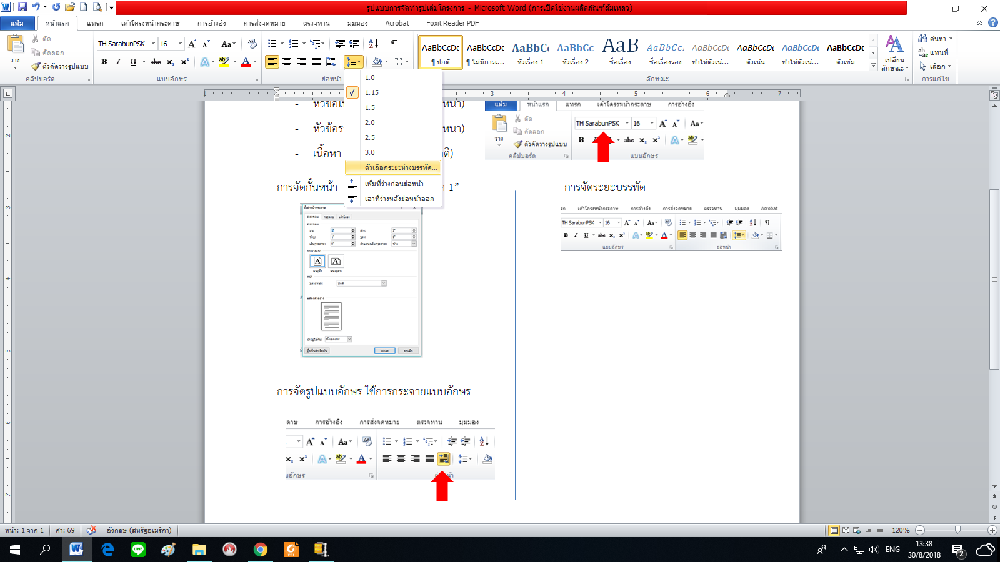 รูปแบบการจัดทำรูปเล่มโครงการ - Microsoft Word (การเปิดใช้งานผลิตภัณฑ์ล้มเหลว)
แฟ้ม หน้าแรก แทรก เค้าโครงหน้ากระดาษ การอ้างอิง การส่งจดหมาย ตรวจทาน มุมมอง Acrobat Foxit Reader PDF
วาง ตัด คัดลอก ตัวคัดวางรูปแบบ
TH SarabunPSK 16
AaBbCcDc AaBbCcDc AaBbCc AaBbCc AaB AaBbCc. AaBbCcDc AaBbCcDc AaBbCcDc AaBbCcDc
¶ ปกติ ¶ ไม่มีการเ... หัวเรื่อง 1 หัวเรื่อง 2 ชื่อเรื่อง ชื่อเรื่องรอง ทำให้ตัวเน้... ตัวเน้น ทำให้ตัวเน้... ตัวเข้ม
เปลี่ยนลักษณะ ค้นหา แทนที่ เลือก
คลิปบอร์ด แบบอักษร ย่อหน้า ลักษณะ การแก้ไข
1.0
1.15
1.5
2.0
2.5
3.0
ตัวเลือกระยะห่างบรรทัด...
เพิ่มที่ว่างก่อนย่อหน้า
เอาที่ว่างหลังย่อหน้าออก
- หัวข้อร หนา)
- เนื้อหา ติ)
แฟ้ม หน้าแรก แทรก เค้าโครงหน้ากระดาษ การอ้างอิง
วาง ตัด คัดลอก ตัวคัดวางรูปแบบ
TH SarabunPSK 16
คลิปบอร์ด แบบอักษร
การจัดกั้นหน้า 1”
การจัดระยะบรรทัด
เค้าโครงหน้ากระดาษ การอ้างอิง การส่งจดหมาย ตรวจทาน มุมมอง Acrobat
TH SarabunPSK 16
แบบอักษร ย่อหน้า
การจัดรูปแบบอักษร ใช้การกระจายแบบอักษร
ดาษ การอ้างอิง การส่งจดหมาย ตรวจทาน มุมมอง
บอักษร
หน้า: 1 จาก 1 คำ: 69 อังกฤษ (สหรัฐอเมริกา) 120%
ENG 13:38
30/8/2018
2